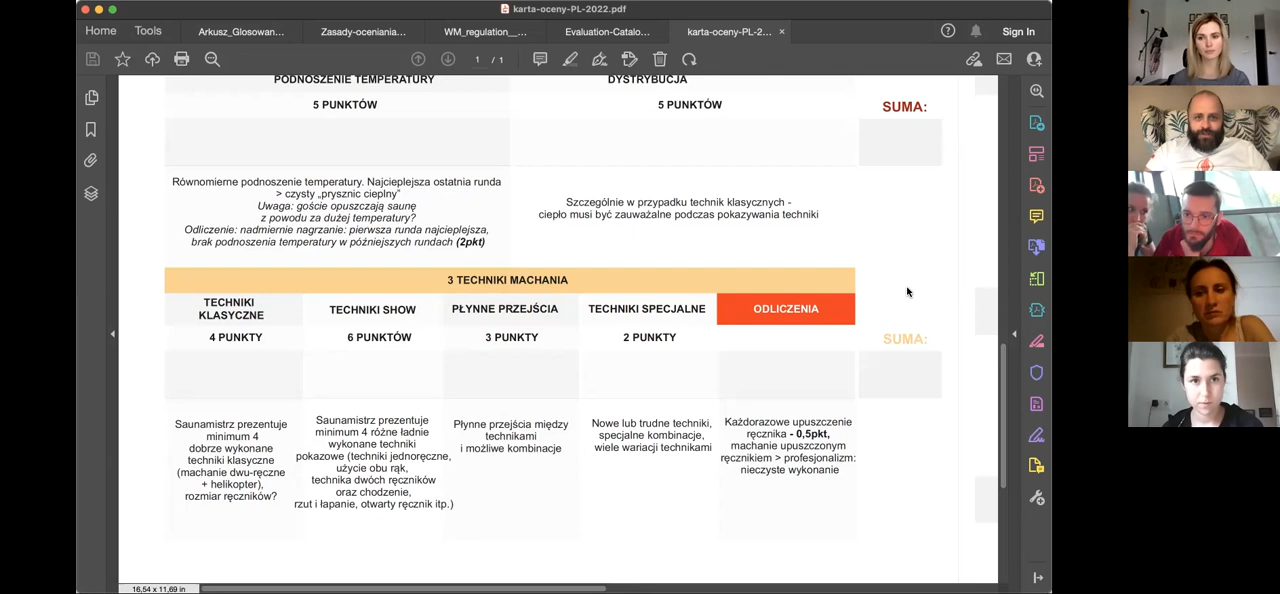 karta-oceny-PL-2022.pdf
Home
Tools
Arkusz_Glosowan...
Zasady-oceniania...
WM_regulation__...
Evaluation-Catalo...
karta-oceny-PL-2... ×
Sign In
1 / 1
PODNOSZENIE TEMPERATURY
DYSTRYBUCJA
5 PUNKTÓW
5 PUNKTÓW
SUMA:
Równomierne podnoszenie temperatury. Najcieplejsza ostatnia runda
> czysty „prysznic cieplny"
Uwaga: goście opuszczają saunę
z powodu za dużej temperatury?
Odliczenie: nadmiernie nagrzanie: pierwsza runda najcieplejsza,
brak podnoszenia temperatury w późniejszych rundach (2pkt)
Szczególnie w przypadku technik klasycznych -
ciepło musi być zauważalne podczas pokazywania techniki
3 TECHNIKI MACHANIA
TECHNIKI
KLASYCZNE
TECHNIKI SHOW
PŁYNNE PRZEJŚCIA
TECHNIKI SPECJALNE
ODLICZENIA
4 PUNKTY
6 PUNKTÓW
3 PUNKTY
2 PUNKTY
SUMA:
Saunamistrz prezentuje
minimum 4
dobrze wykonane
techniki klasyczne
(machanie dwu-ręczne
+ helikopter),
rozmiar ręczników?
Saunamistrz prezentuje
minimum 4 różne ładnie
wykonane techniki
pokazowe (techniki jednoręczne,
użycie obu rąk,
technika dwóch ręczników
oraz chodzenie,
rzut i łapanie, otwarty ręcznik itp.)
Płynne przejścia między
technikami
i możliwe kombinacje
Nowe lub trudne techniki,
specjalne kombinacje,
wiele wariacji technikami
Każdorazowe upuszczenie
ręcznika - 0,5pkt,
machanie upuszczonym
ręcznikiem > profesjonalizm:
nieczyste wykonanie
16,54 x 11,69 in